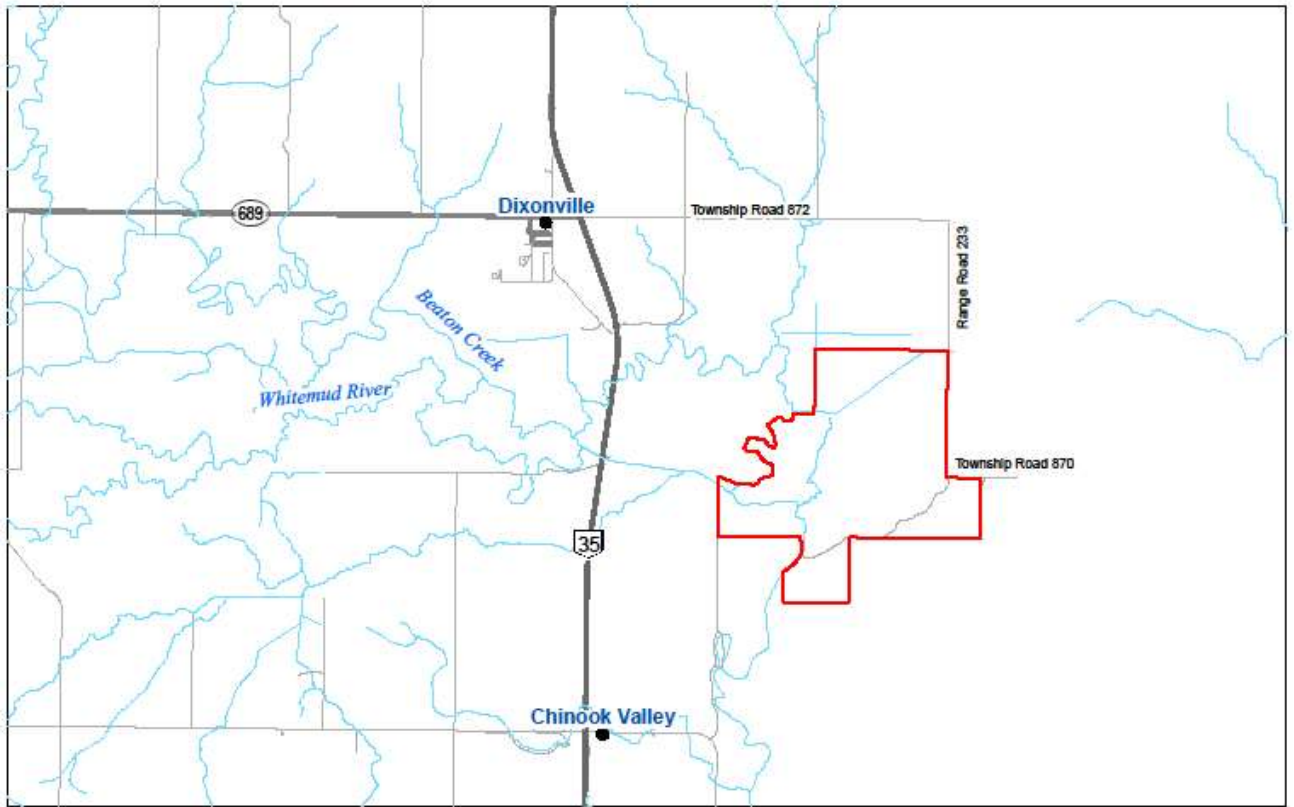 Dixonville
689
Township Road 872
Range Road 233
Beaton Creek
Whitemud River
Township Road 870
35
Chinook Valley